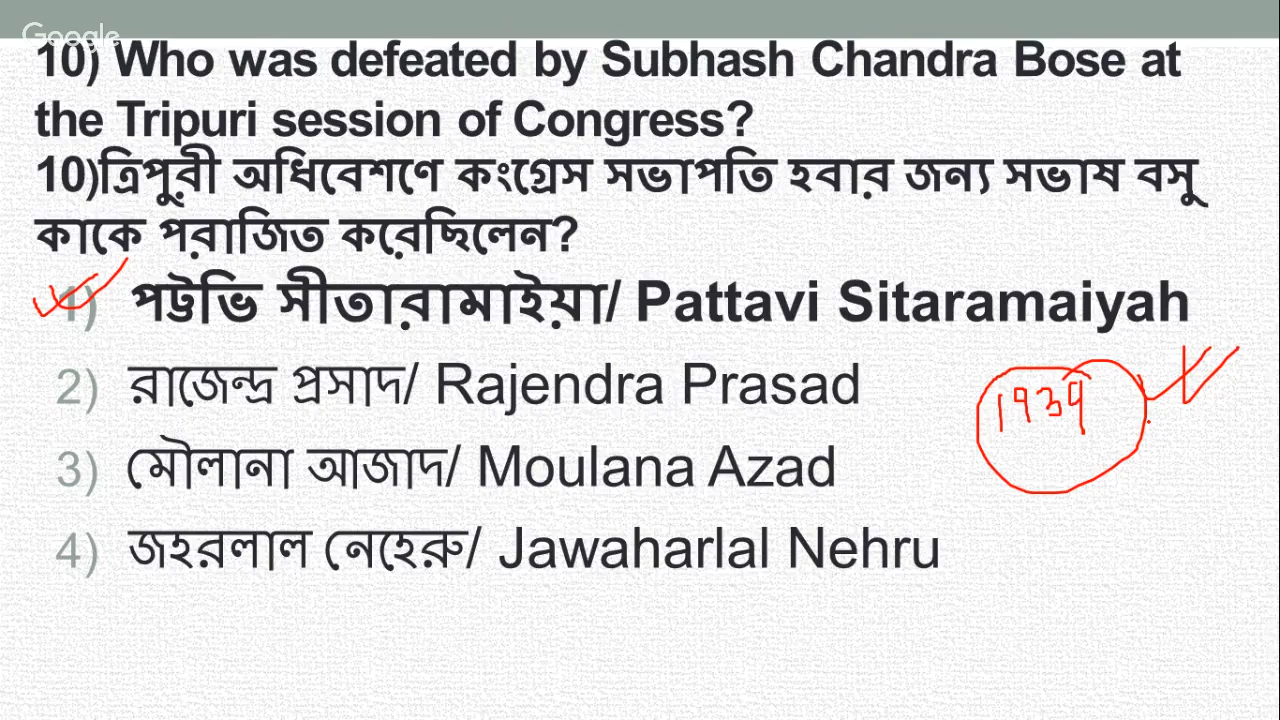 Google
10) Who was defeated by Subhash Chandra Bose at
the Tripuri session of Congress?
10)ত্রিপুরী অধিবেশণে কংগ্রেস সভাপতি হবার জন্য সভাষ বসু
কাকে পরাজিত করেছিলেন?
1) পট্টভি সীতারামাইয়া/ Pattavi Sitaramaiyah
2) রাজেন্দ্র প্রসাদ/ Rajendra Prasad
1939
3) মৌলানা আজাদ/ Moulana Azad
4) জহরলাল নেহেরু/ Jawaharlal Nehru